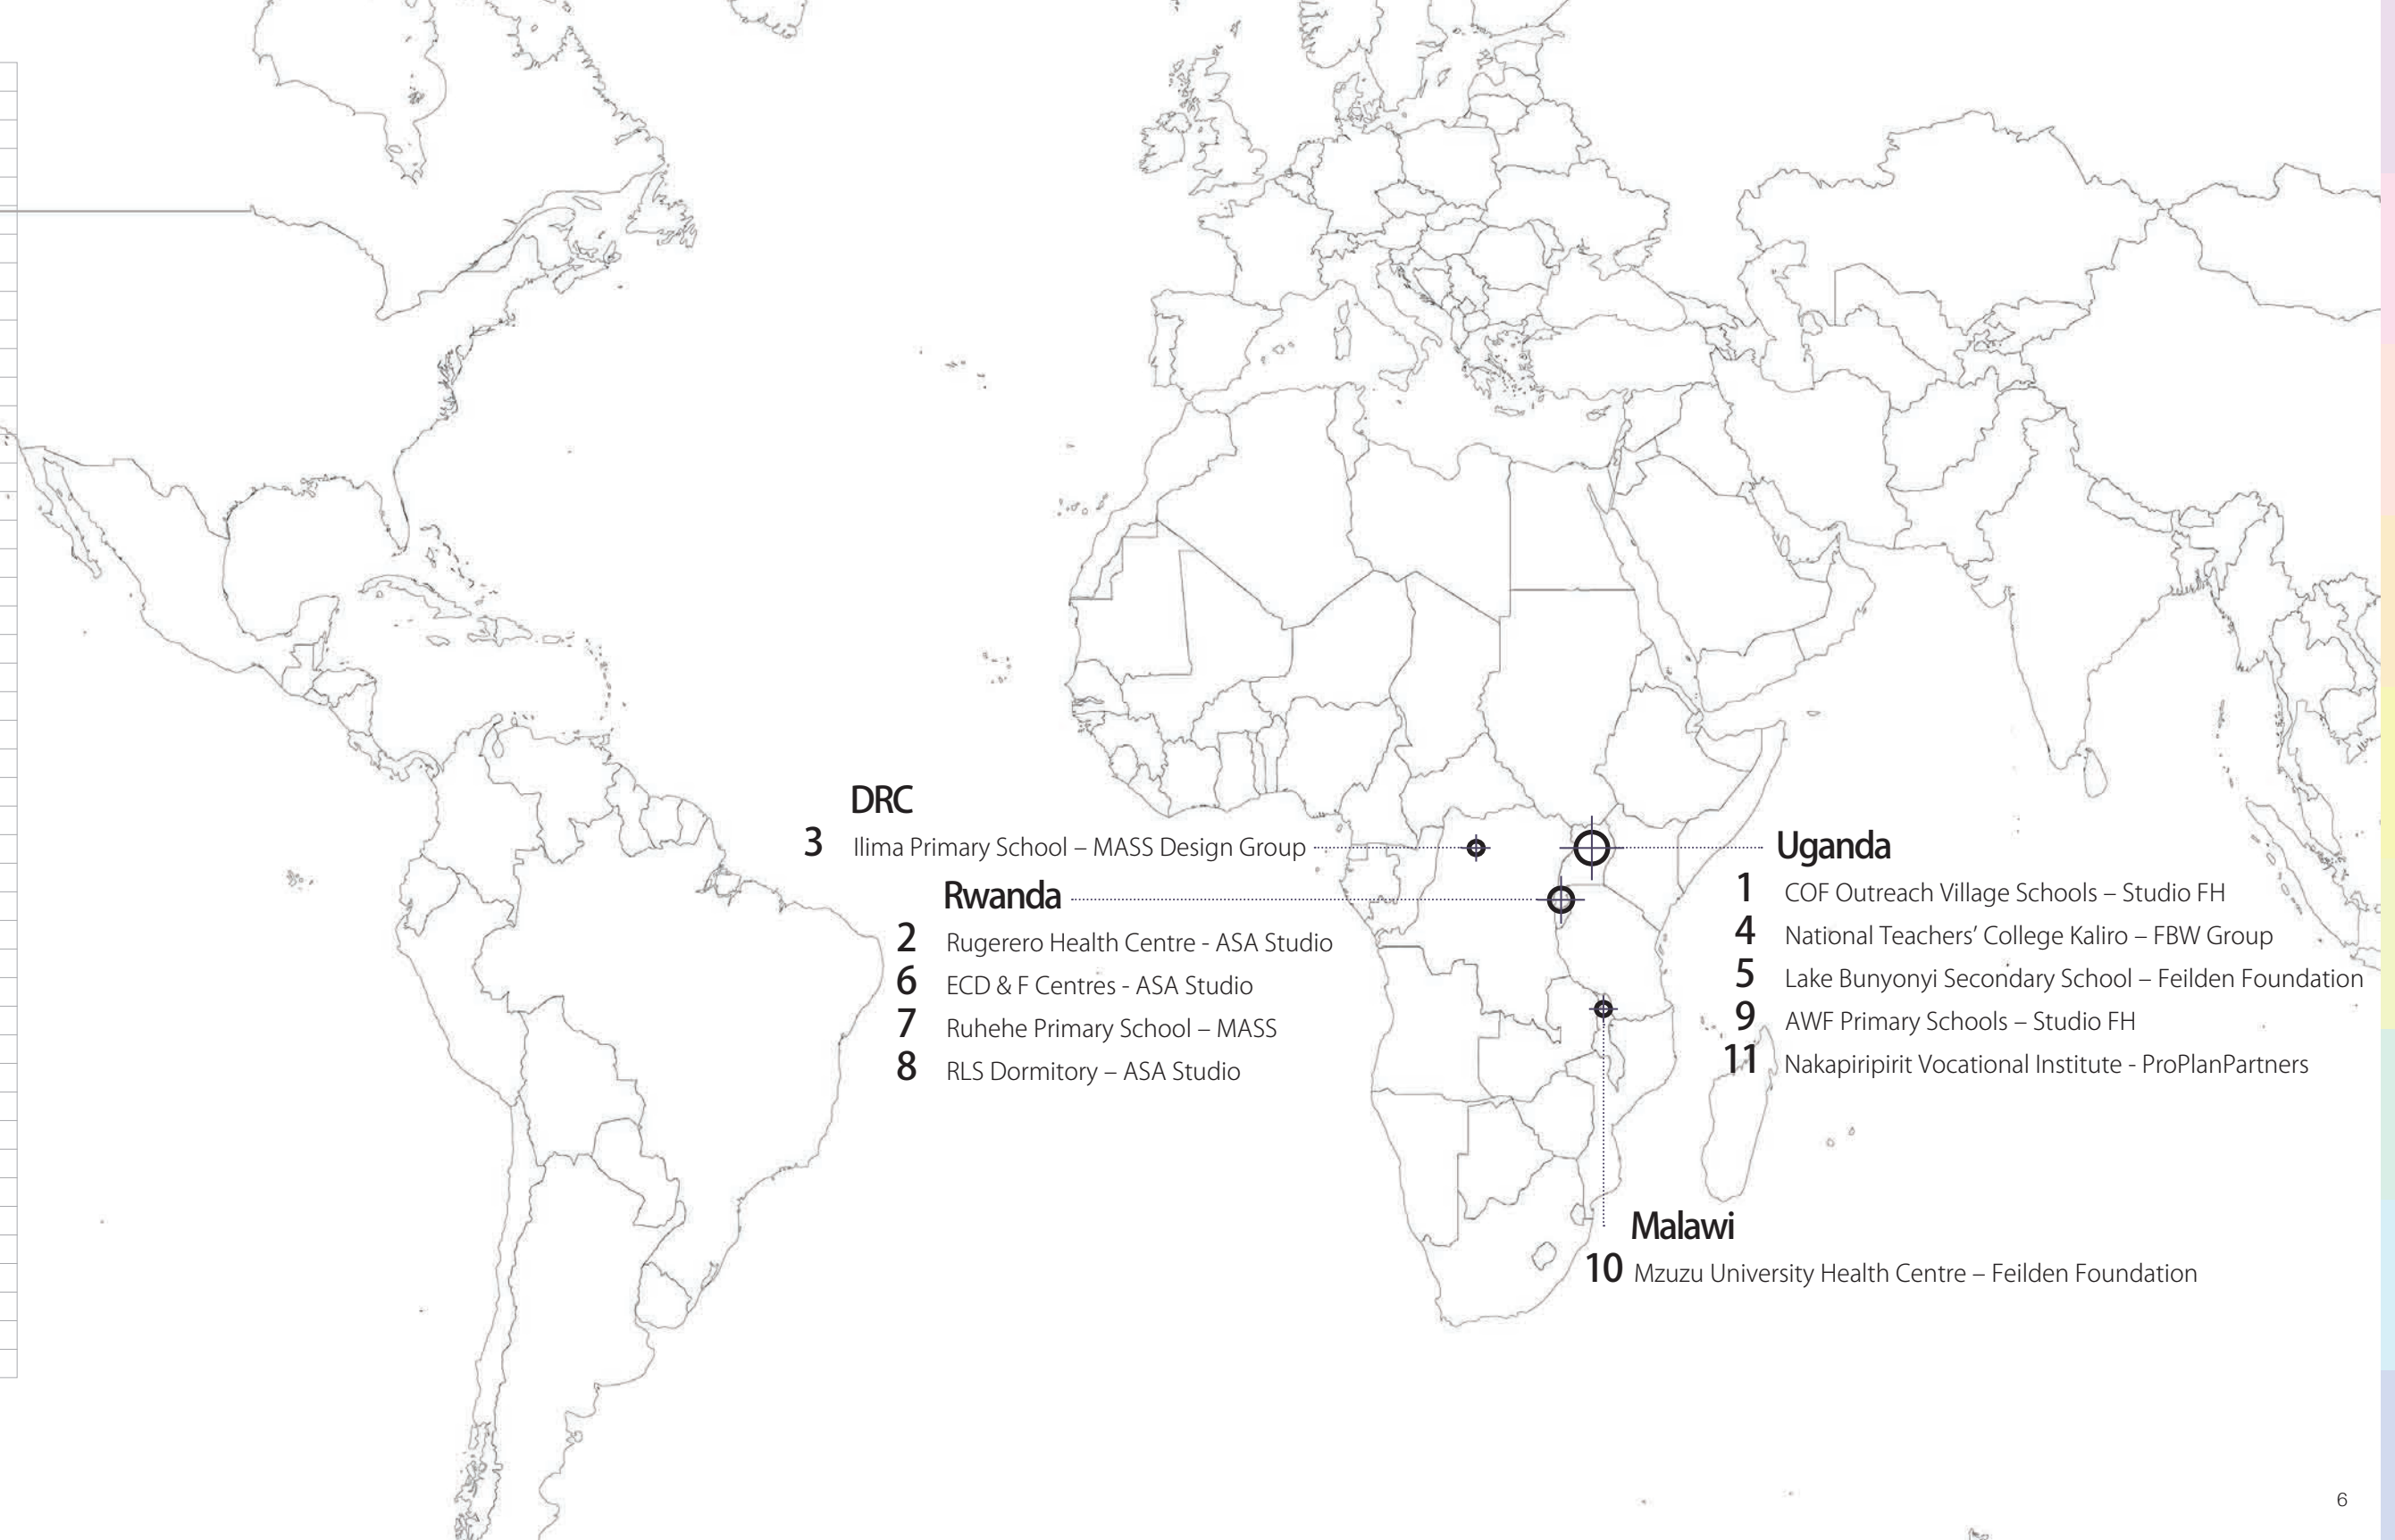 DRC
3 Ilima Primary School – MASS Design Group
Rwanda
2 Rugerero Health Centre - ASA Studio
6 ECD & F Centres - ASA Studio
7 Ruhehe Primary School – MASS
8 RLS Dormitory – ASA Studio
Uganda
1 COF Outreach Village Schools – Studio FH
4 National Teachers’ College Kaliro – FBW Group
5 Lake Bunyonyi Secondary School – Feilden Foundation
9 AWF Primary Schools – Studio FH
11 Nakapiripirit Vocational Institute - ProPlanPartners
Malawi
10 Mzuzu University Health Centre – Feilden Foundation
6